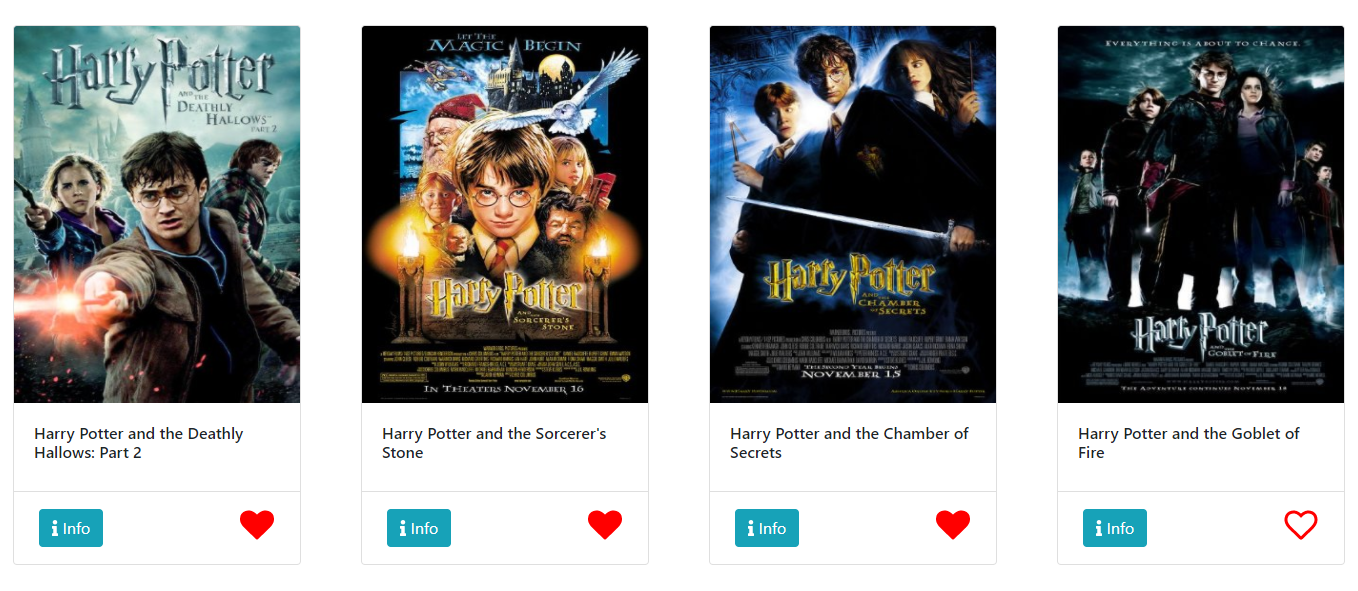 Harry Potter
AND THE
DEATHLY
HALLOWS
PART 2
Harry Potter and the Deathly
Hallows: Part 2
Info
LET THE
MAGIC BEGIN
Harry Potter
AND THE
SORCERER'S
STONE
IN THEATERS NOVEMBER 16
Harry Potter and the Sorcerer's
Stone
Info
Harry Potter
AND THE
CHAMBER
OF SECRETS
THE SECOND YEAR BEGINS
NOVEMBER 15
Harry Potter and the Chamber of
Secrets
Info
EVERYTHING IS ABOUT TO CHANGE.
Harry Potter
AND THE
GOBLET OF FIRE
THE ADVENTURE CONTINUES NOVEMBER 18
Harry Potter and the Goblet of
Fire
Info